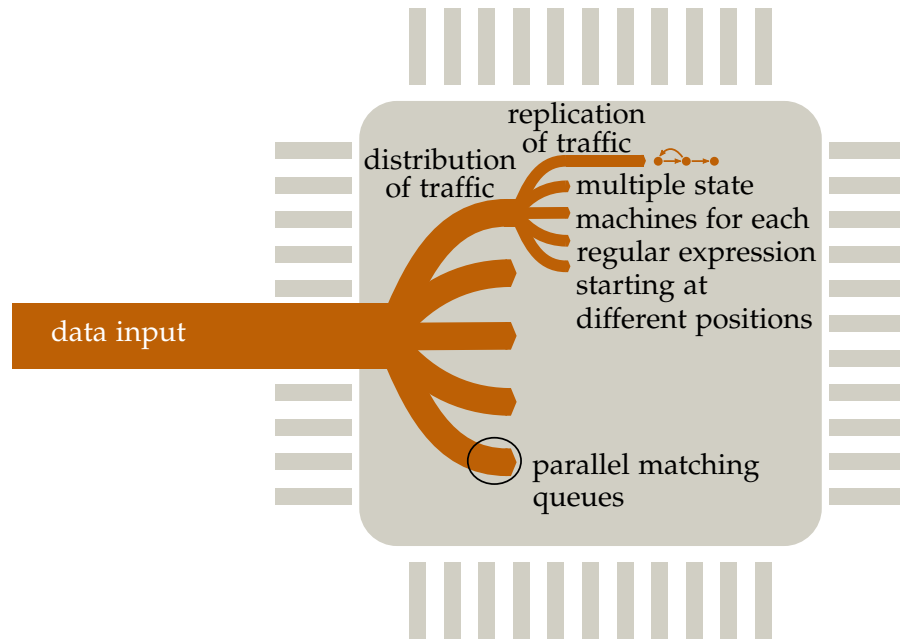 replication
of traffic
distribution
of traffic
multiple state
machines for each
regular expression
starting at
different positions
data input
parallel matching
queues